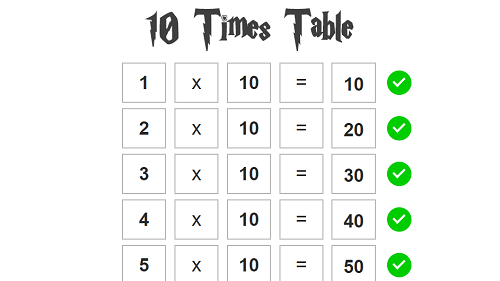 10 Times Table
1 x 10 = 10
2 x 10 = 20
3 x 10 = 30
4 x 10 = 40
5 x 10 = 50